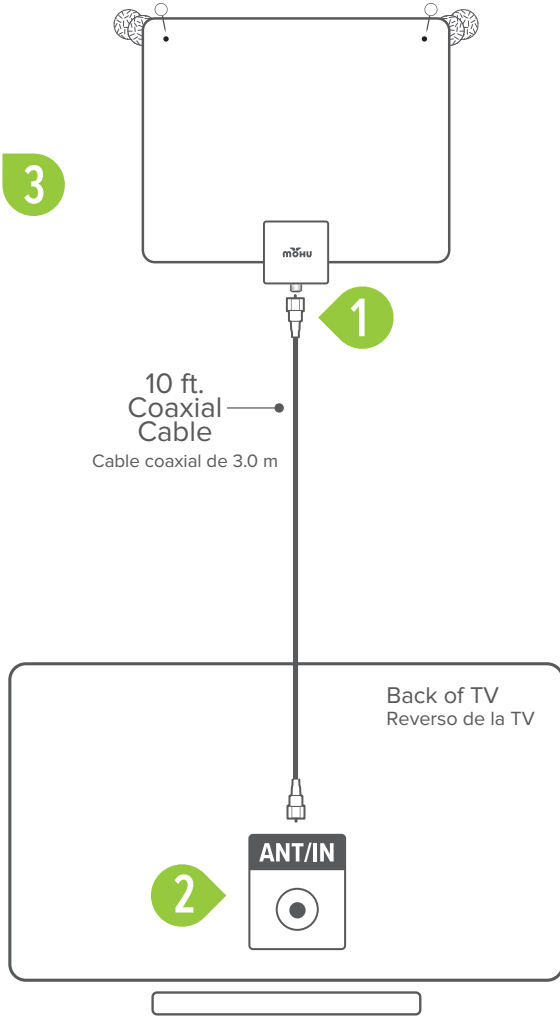 3
mohu
1
10 ft.
Coaxial
Cable
Cable coaxial de 3.0 m
Back of TV
Reverso de la TV
ANT/IN
2